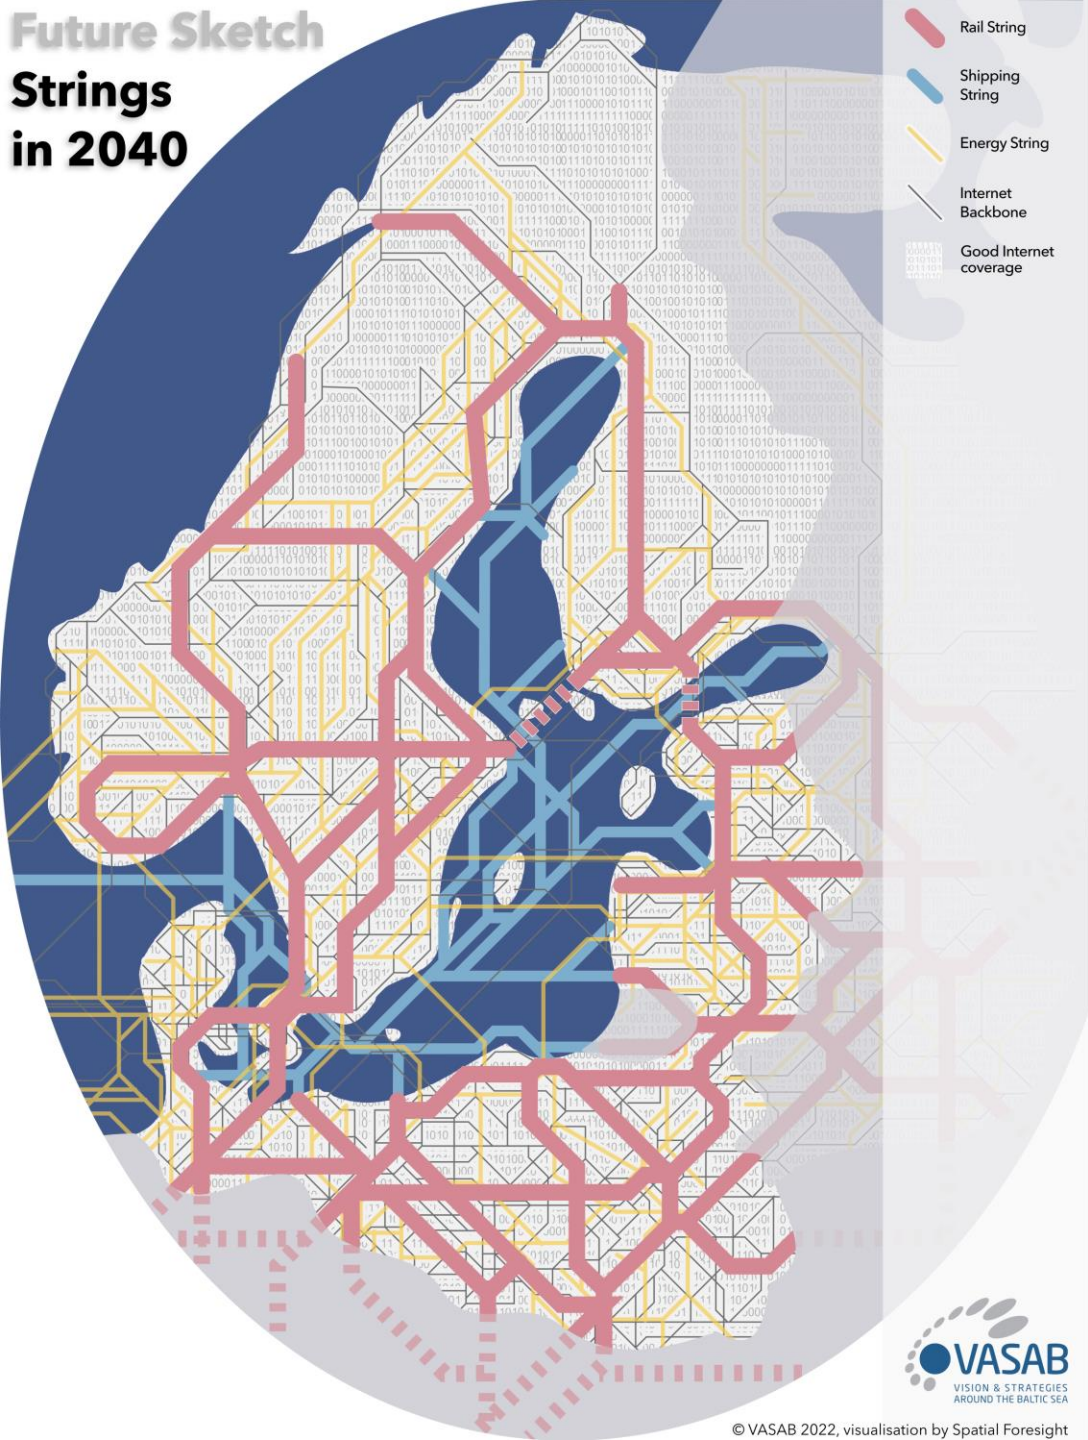 Future Sketch
Strings
in 2040
Rail String
Shipping
String
Energy String
Internet
Backbone
Good Internet
coverage
VASAB
VISION & STRATEGIES
AROUND THE BALTIC SEA
© VASAB 2022, visualisation by Spatial Foresight